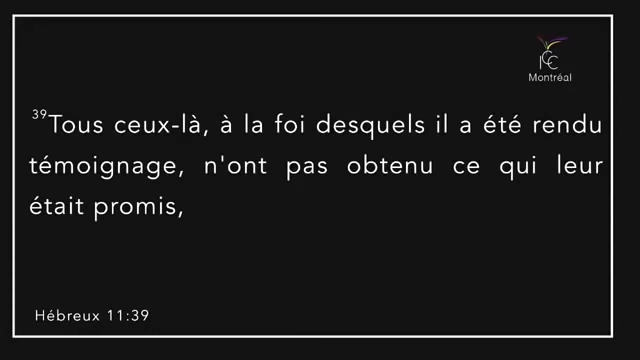 ICC
Montréal
39Tous ceux-là, à la foi desquels il a été rendu
témoignage, n'ont pas obtenu ce qui leur
était promis,
Hébreux 11:39